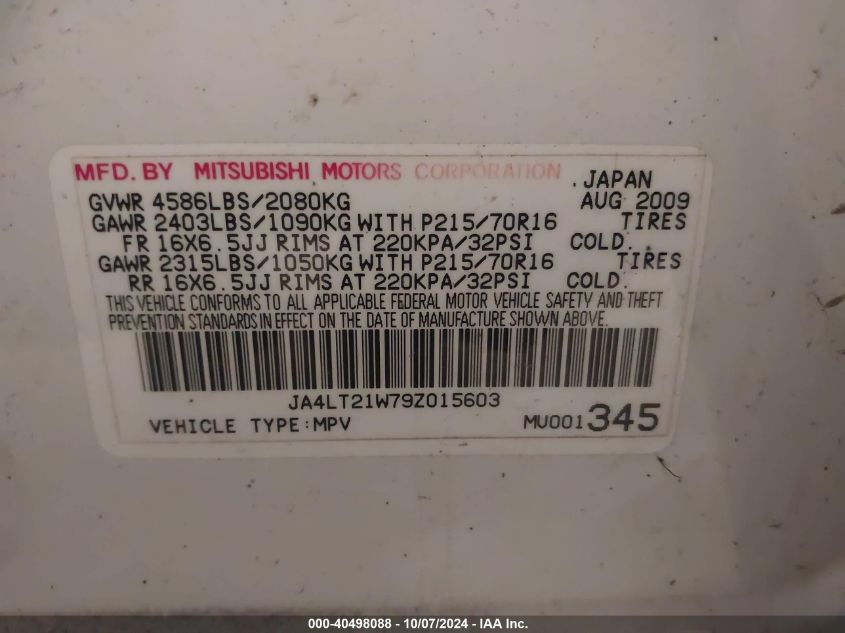 MFD. BY MITSUBISHI MOTORS CORPORATION
. JAPAN
GVWR 4586LBS/2080KG AUG 2009
GAWR 2403LBS/1090KG WITH P215/70R16 TIRES
FR 16X6.5JJ RIMS AT 220KPA/32PSI COLD.
GAWR 2315LBS/1050KG WITH P215/70R16 TIRES
RR 16X6.5JJ RIMS AT 220KPA/32PSI COLD.
THIS VEHICLE CONFORMS TO ALL APPLICABLE FEDERAL MOTOR VEHICLE SAFETY AND THEFT
PREVENTION STANDARDS IN EFFECT ON THE DATE OF MANUFACTURE SHOWN ABOVE.
JA4LT21W79Z015603
VEHICLE TYPE:MPV MU001345
000-40498088 - 10/07/2024 - IAA Inc.